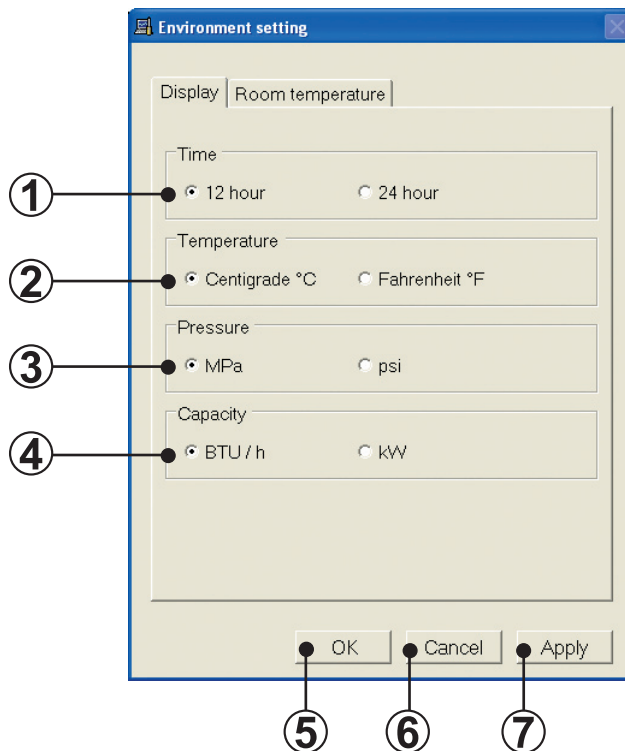 Environment setting
Display Room temperature
Time
① 12 hour 24 hour
Temperature
② Centigrade °C Fahrenheit °F
Pressure
③ MPa psi
Capacity
④ BTU / h kW
OK Cancel Apply
⑤ ⑥ ⑦